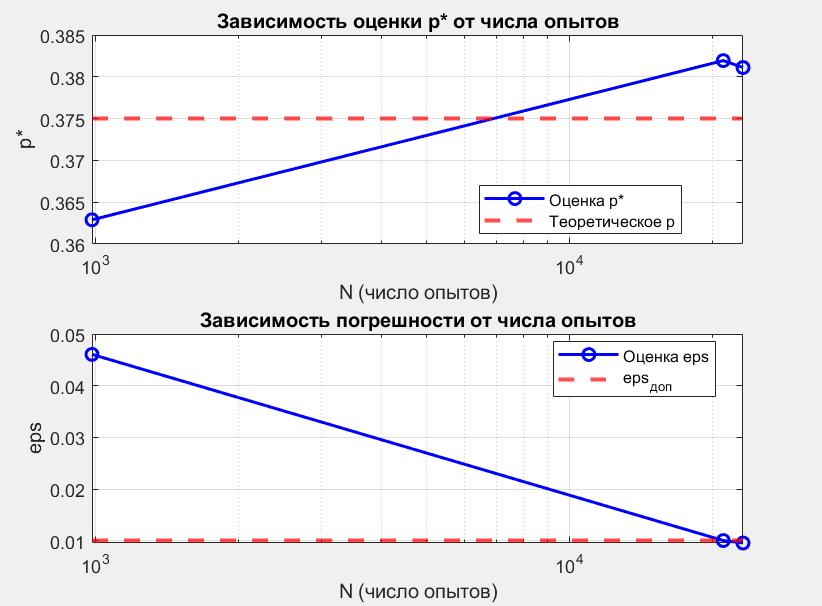 Зависимость оценки p* от числа опытов
0.385
0.38
0.375
0.37
0.365
0.36
p*
Оценка p*
Теоретическое p
10^3
10^4
N (число опытов)
Зависимость погрешности от числа опытов
0.05
0.04
0.03
0.02
0.01
eps
Оценка eps
eps_доп
10^3
10^4
N (число опытов)